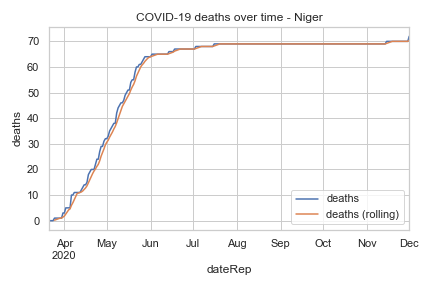 COVID-19 deaths over time - Niger
deaths
70
60
50
40
30
20
10
0
deaths
deaths (rolling)
Apr May Jun Jul Aug Sep Oct Nov Dec
2020
dateRep